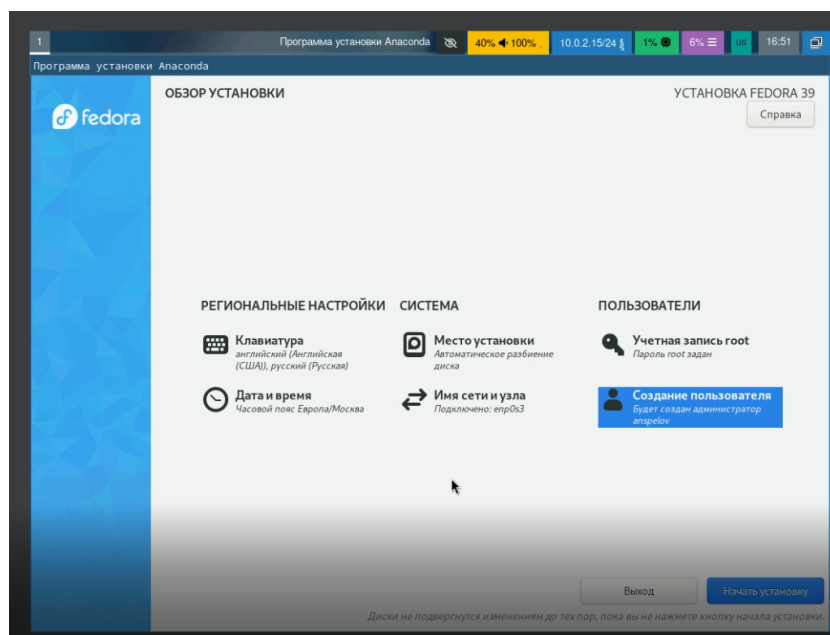 1
Программа установки Anaconda
40% 100%
10.0.2.15/24
1%
6%
us
16:51
Программа установки Anaconda
fedora
ОБЗОР УСТАНОВКИ
УСТАНОВКА FEDORA 39
Справка
РЕГИОНАЛЬНЫЕ НАСТРОЙКИ
Клавиатура
английский (Английская
(США)), русский (Русская)
Дата и время
Часовой пояс Европа/Москва
СИСТЕМА
Место установки
Автоматическое разбиение
диска
Имя сети и узла
Подключено: enp0s3
ПОЛЬЗОВАТЕЛИ
Учетная запись root
Пароль root задан
Создание пользователя
Будет создан администратор
anspelov
Выход
Начать установку
Диски не подвергнутся изменениям до тех пор, пока вы не нажмете кнопку начала установки.